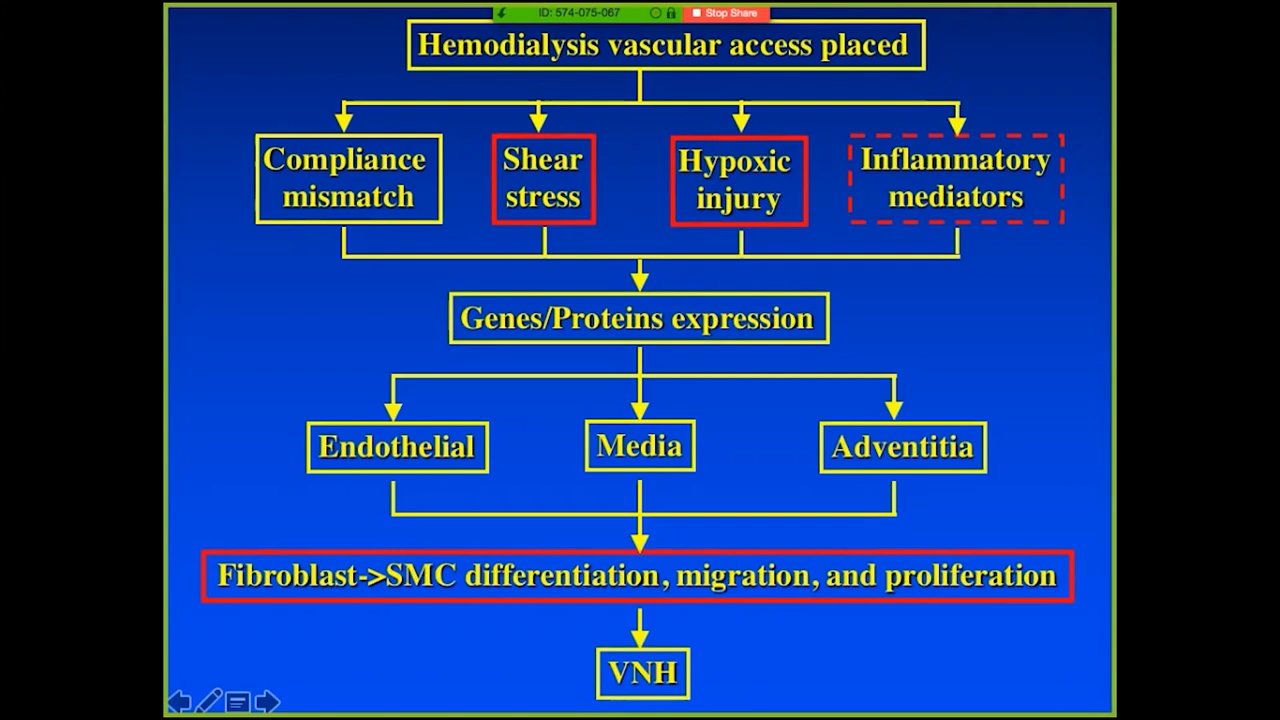 ID: 574-075-067
Stop Share
Hemodialysis vascular access placed
Compliance
mismatch
Shear
stress
Hypoxic
injury
Inflammatory
mediators
Genes/Proteins expression
Endothelial
Media
Adventitia
Fibroblast->SMC differentiation, migration, and proliferation
VNH